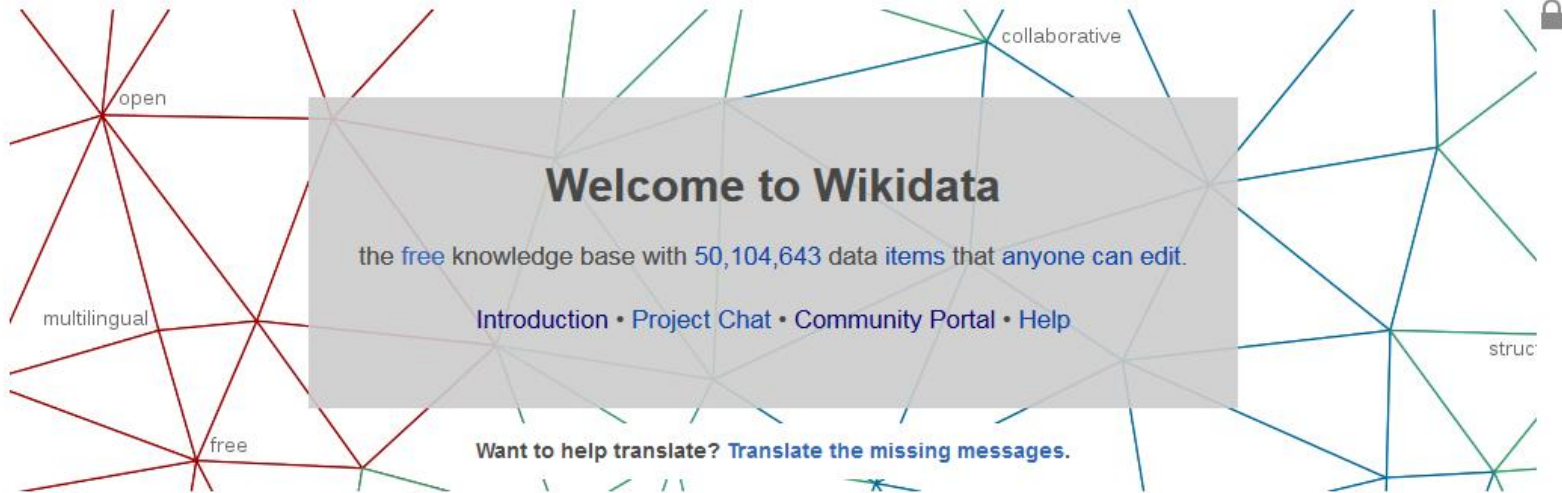 collaborative
open
Welcome to Wikidata
the free knowledge base with 50,104,643 data items that anyone can edit.
multilingual
Introduction • Project Chat • Community Portal • Help
struc
free
Want to help translate? Translate the missing messages.